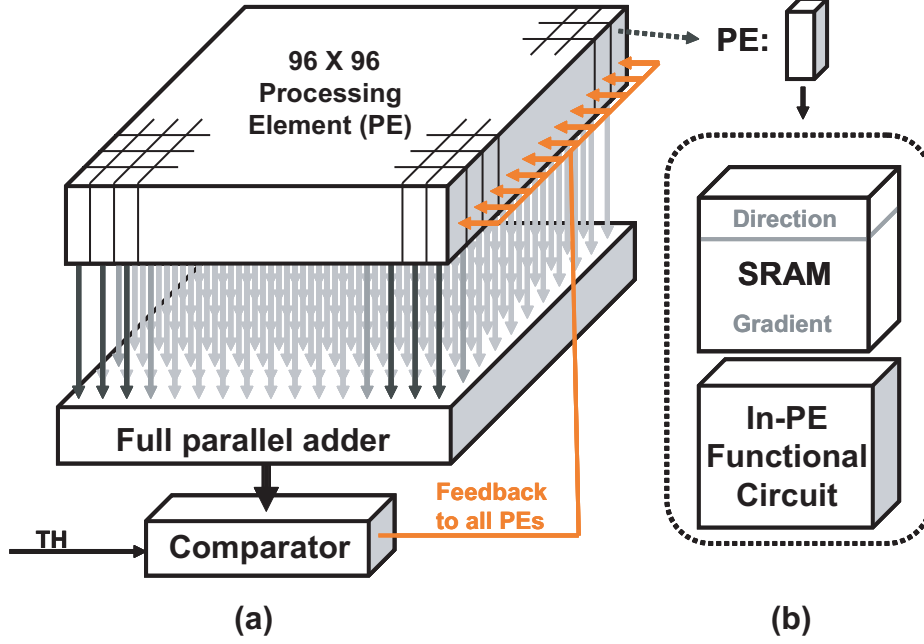 96 X 96
Processing
Element (PE)
PE:
Direction
SRAM
Gradient
In-PE
Functional
Circuit
Full parallel adder
Feedback
to all PEs
TH
Comparator
(a)
(b)